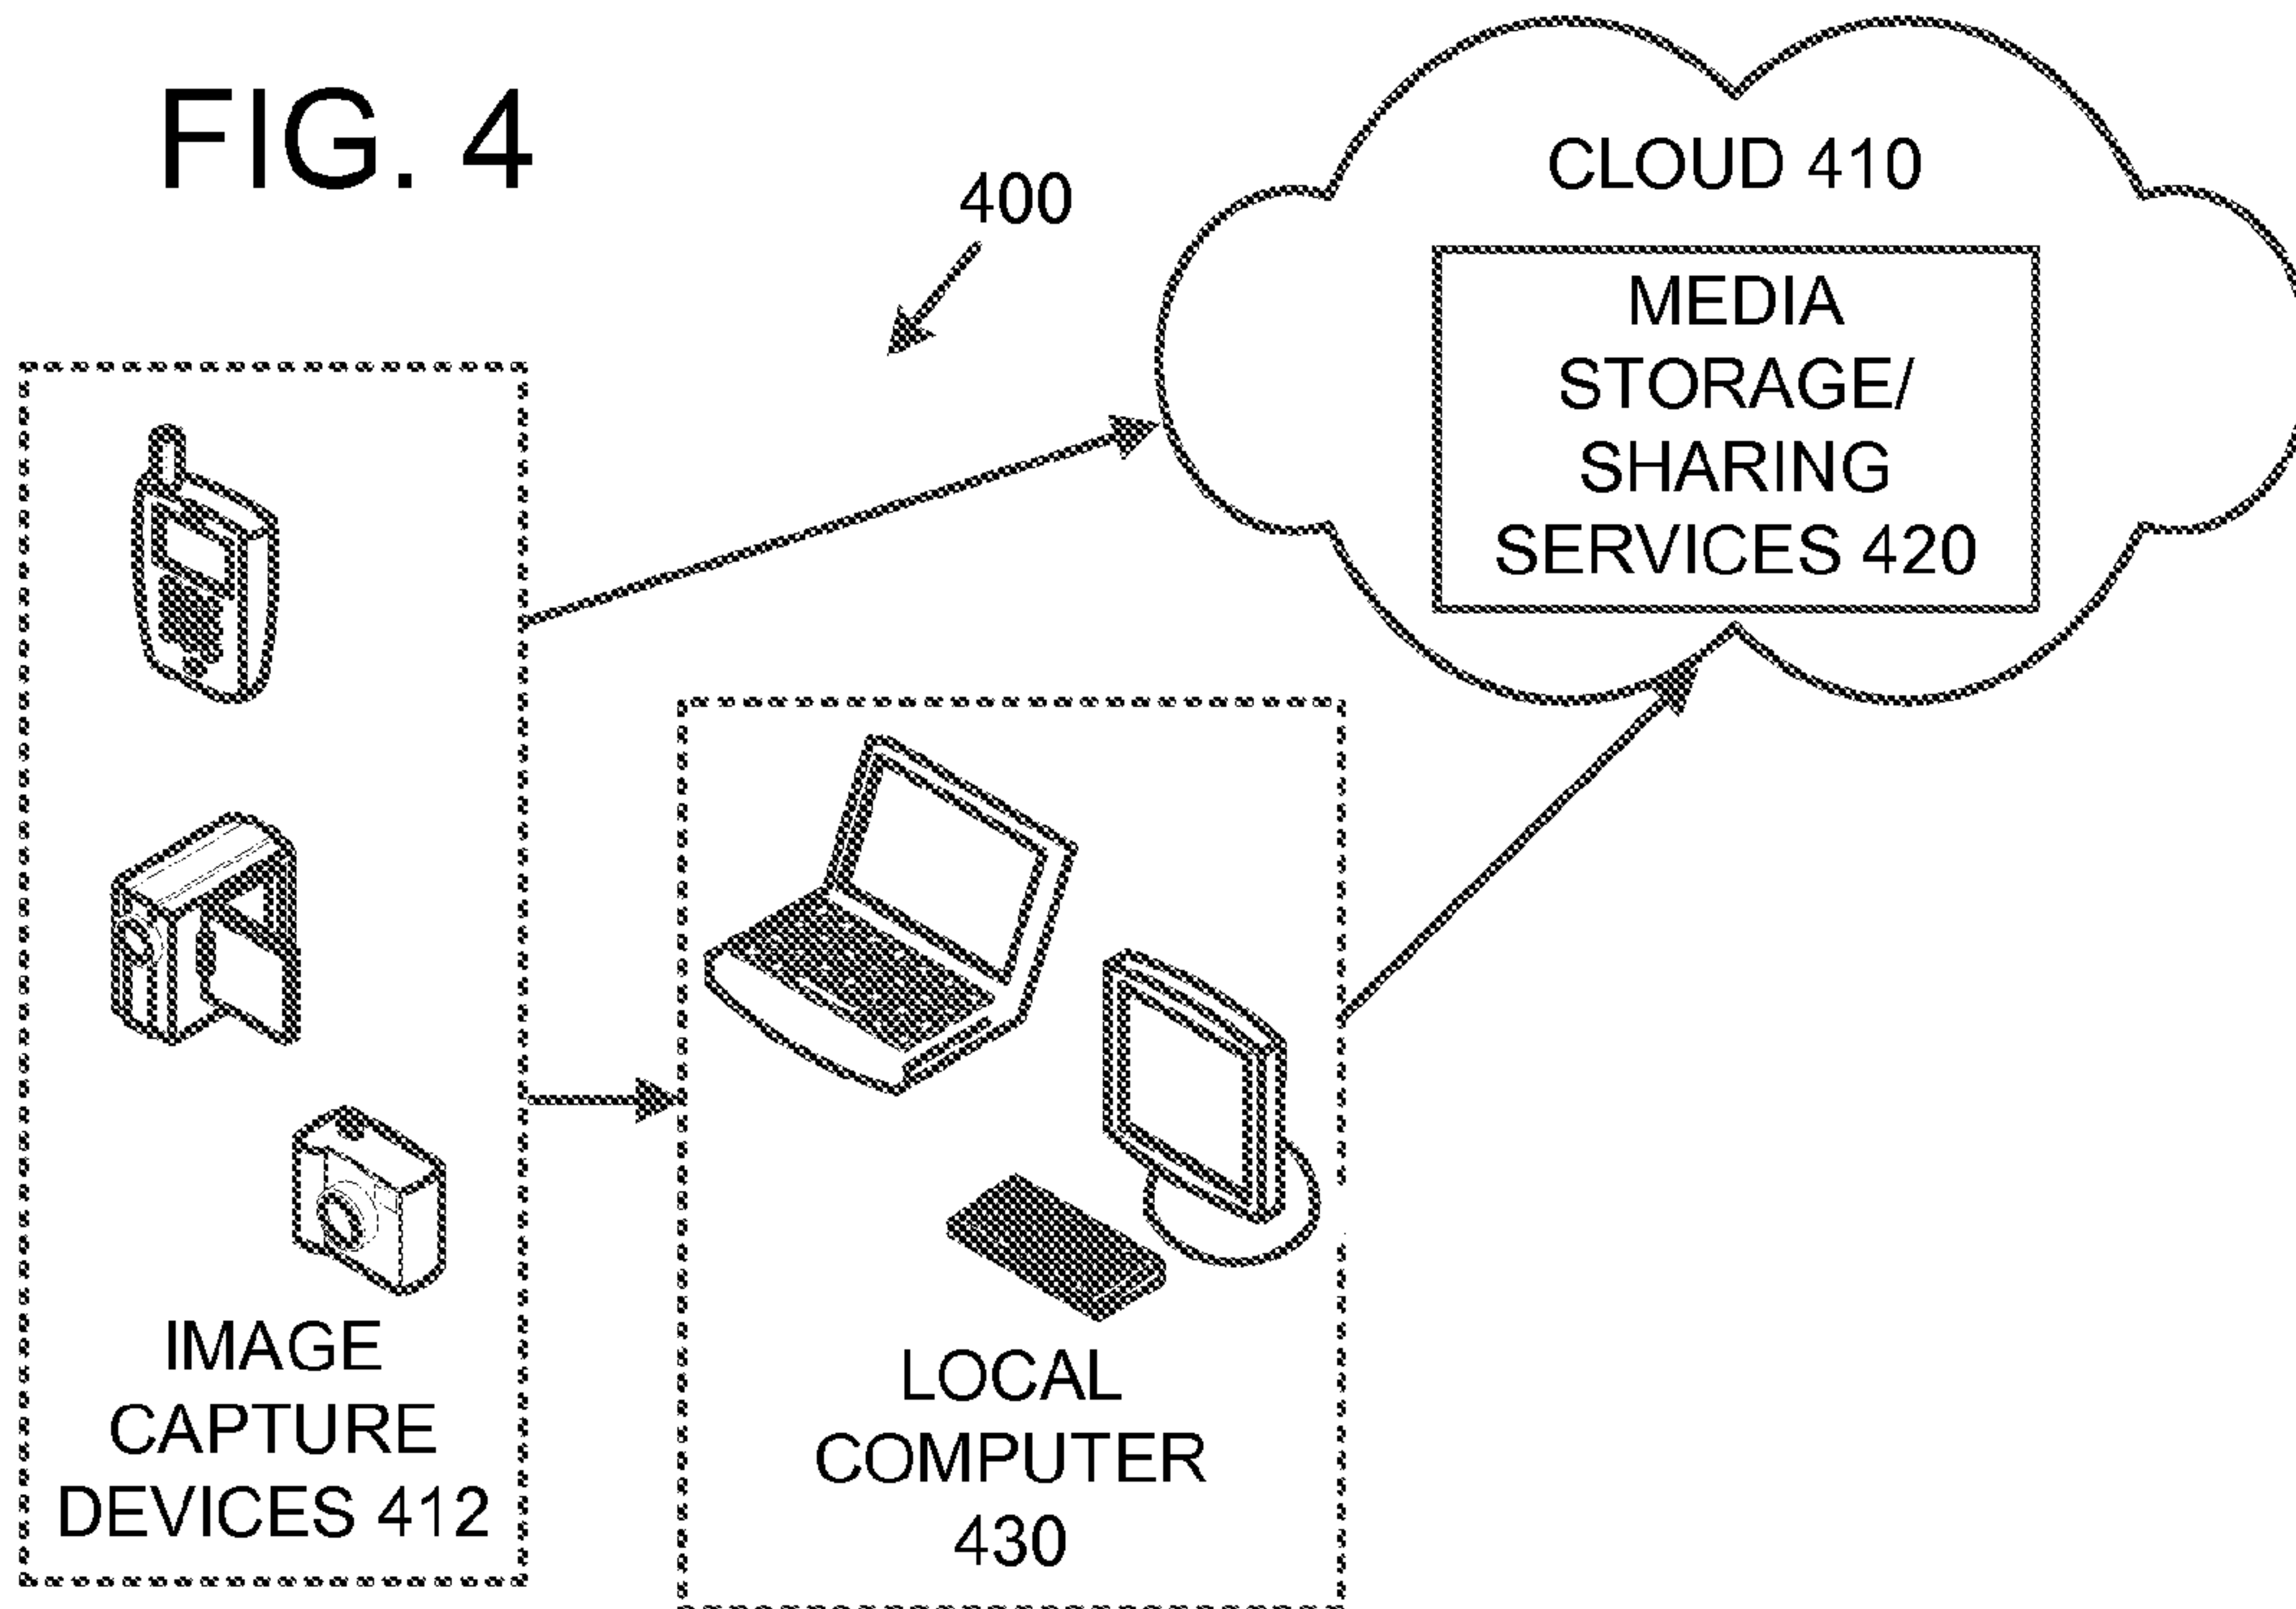 FIG. 4
400
CLOUD 410
MEDIA
STORAGE/
SHARING
SERVICES 420
IMAGE
CAPTURE
DEVICES 412
LOCAL
COMPUTER
430